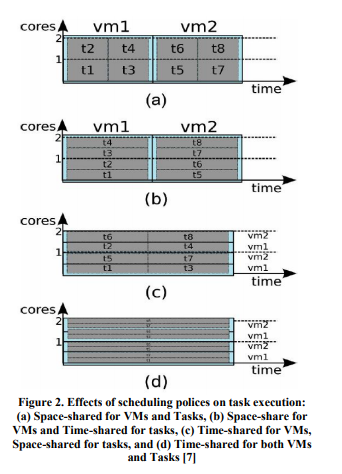 cores
vm1 vm2
2
t2 t4 t6 t8
1
t1 t3 t5 t7
time
(a)
cores
vm1 vm2
2
t4 t8
t3 t7
1
t2 t6
t1 t5
time
(b)
cores
2
t6 t8 vm2
t2 t4 vm1
1
t5 t7 vm2
t1 t3 vm1
time
(c)
cores
2
vm2
vm1
1
vm2
vm1
time
(d)
Figure 2. Effects of scheduling polices on task execution:
(a) Space-shared for VMs and Tasks, (b) Space-share for
VMs and Time-shared for tasks, (c) Time-shared for VMs,
Space-shared for tasks, and (d) Time-shared for both VMs
and Tasks [7]